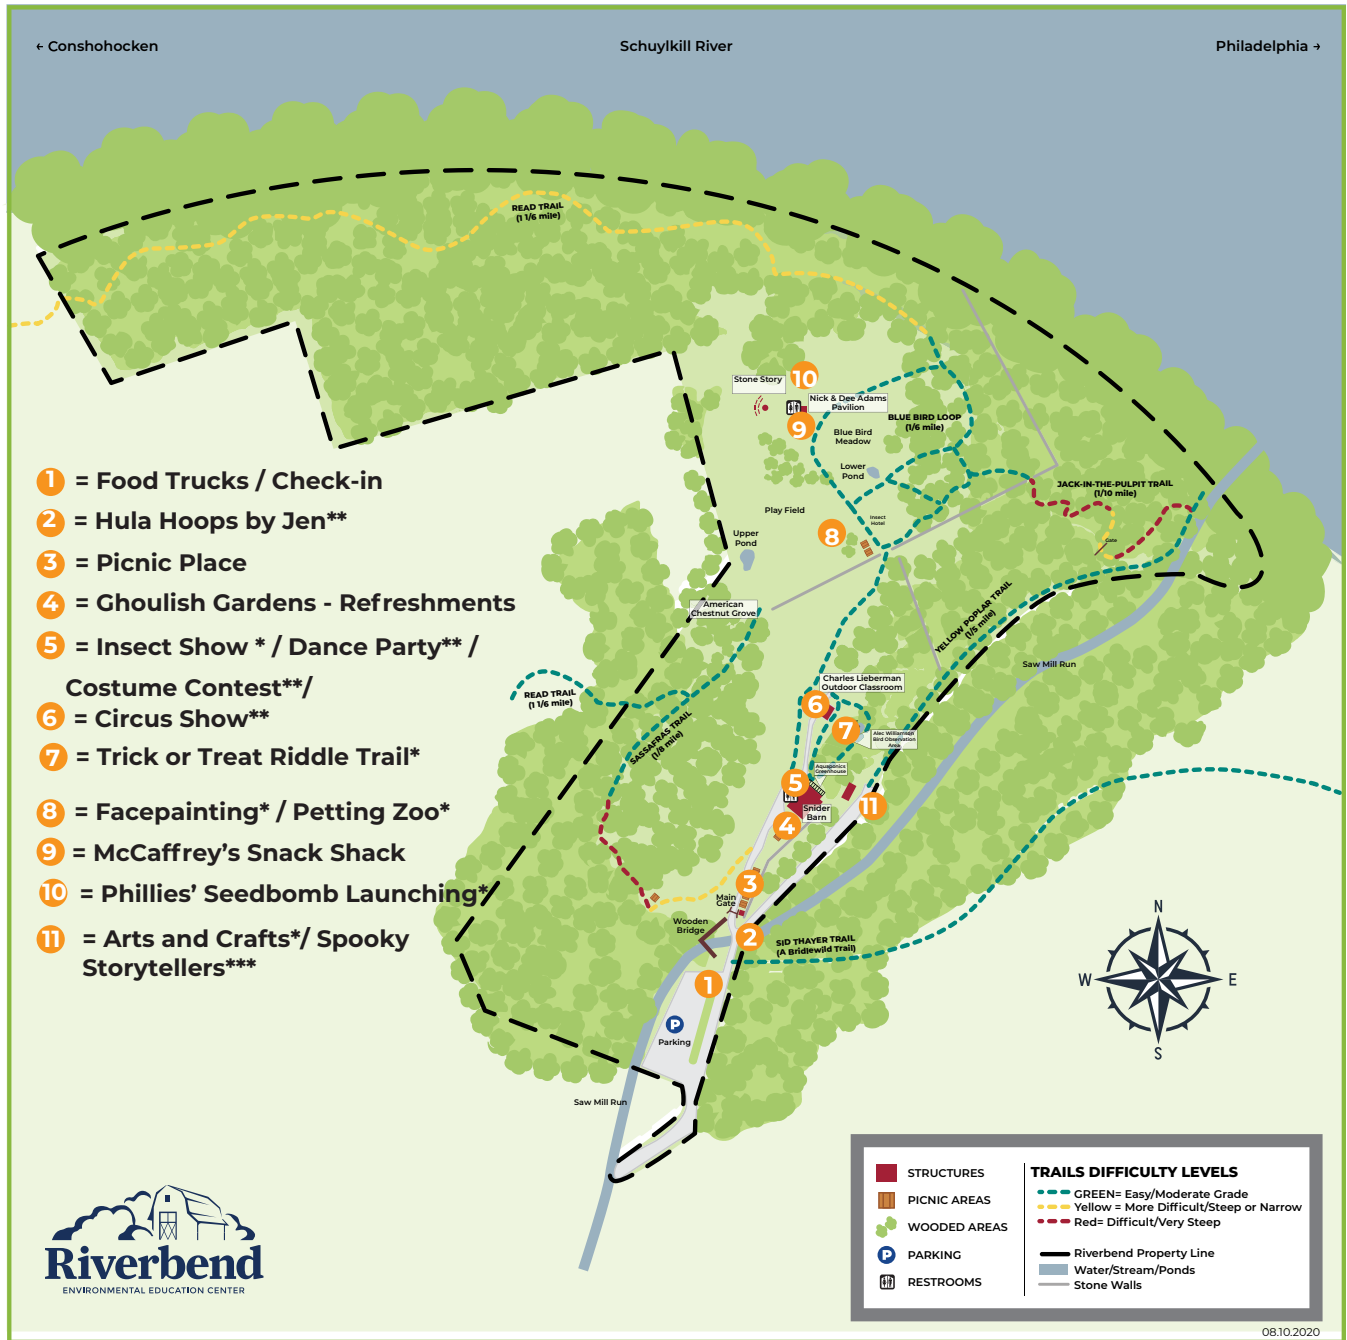 ← Conshohocken
Schuylkill River
Philadelphia →
READ TRAIL
(1 1/6 mile)
10
Stone Story
Nick & Dee Adams
Pavilion
9
BLUE BIRD LOOP
(1/6 mile)
Blue Bird
Meadow
Lower
Pond
JACK-IN-THE-PULPIT TRAIL
(1/10 mile)
Play Field
Insect
Hotel
8
Upper
Pond
Gate
American
Chestnut Grove
YELLOW POPLAR TRAIL
(1/5 mile)
Saw Mill Run
Charles Lieberman
Outdoor Classroom
READ TRAIL
(1 1/6 mile)
SASSAFRAS TRAIL
(1/8 mile)
6
7
Alec Williamson
Bird Observation
Area
Aquaponics
Greenhouse
5
11
Snider
Barn
4
3
Main
Gate
Wooden
Bridge
2
SID THAYER TRAIL
(A Bridlewild Trail)
1
P
Parking
Saw Mill Run
1 = Food Trucks / Check-in
2 = Hula Hoops by Jen**
3 = Picnic Place
4 = Ghoulish Gardens - Refreshments
5 = Insect Show * / Dance Party** /
Costume Contest**/
6 = Circus Show**
7 = Trick or Treat Riddle Trail*
8 = Facepainting* / Petting Zoo*
9 = McCaffrey's Snack Shack
10 = Phillies' Seedbomb Launching*
11 = Arts and Crafts*/ Spooky
Storytellers***
N
W
E
S
Riverbend
ENVIRONMENTAL EDUCATION CENTER
STRUCTURES
PICNIC AREAS
WOODED AREAS
P PARKING
RESTROOMS
TRAILS DIFFICULTY LEVELS
GREEN= Easy/Moderate Grade
Yellow = More Difficult/Steep or Narrow
Red= Difficult/Very Steep
Riverbend Property Line
Water/Stream/Ponds
Stone Walls
08.10.2020